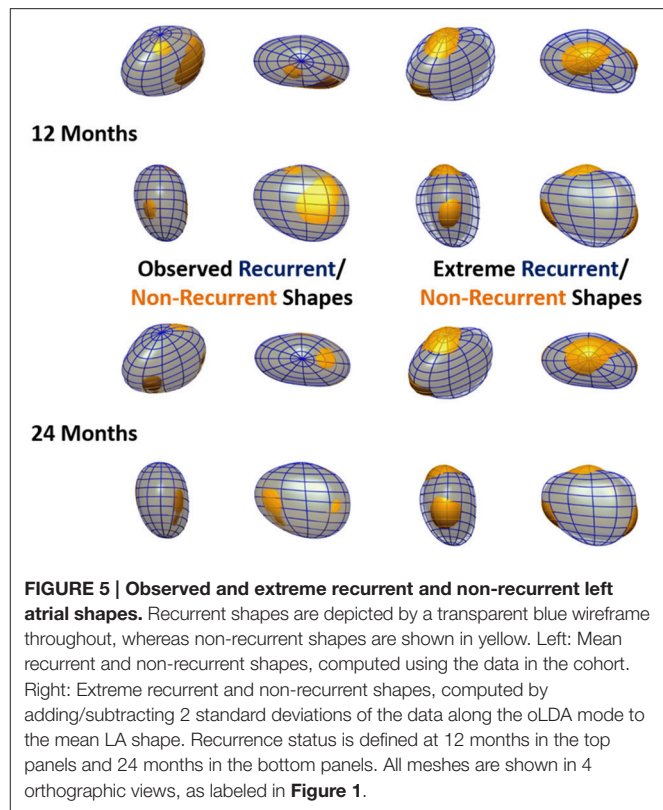 12 Months
Observed Recurrent/
Non-Recurrent Shapes
Extreme Recurrent/
Non-Recurrent Shapes
24 Months
FIGURE 5 | Observed and extreme recurrent and non-recurrent left
atrial shapes. Recurrent shapes are depicted by a transparent blue wireframe
throughout, whereas non-recurrent shapes are shown in yellow. Left: Mean
recurrent and non-recurrent shapes, computed using the data in the cohort.
Right: Extreme recurrent and non-recurrent shapes, computed by
adding/subtracting 2 standard deviations of the data along the oLDA mode to
the mean LA shape. Recurrence status is defined at 12 months in the top
panels and 24 months in the bottom panels. All meshes are shown in 4
orthographic views, as labeled in Figure 1.